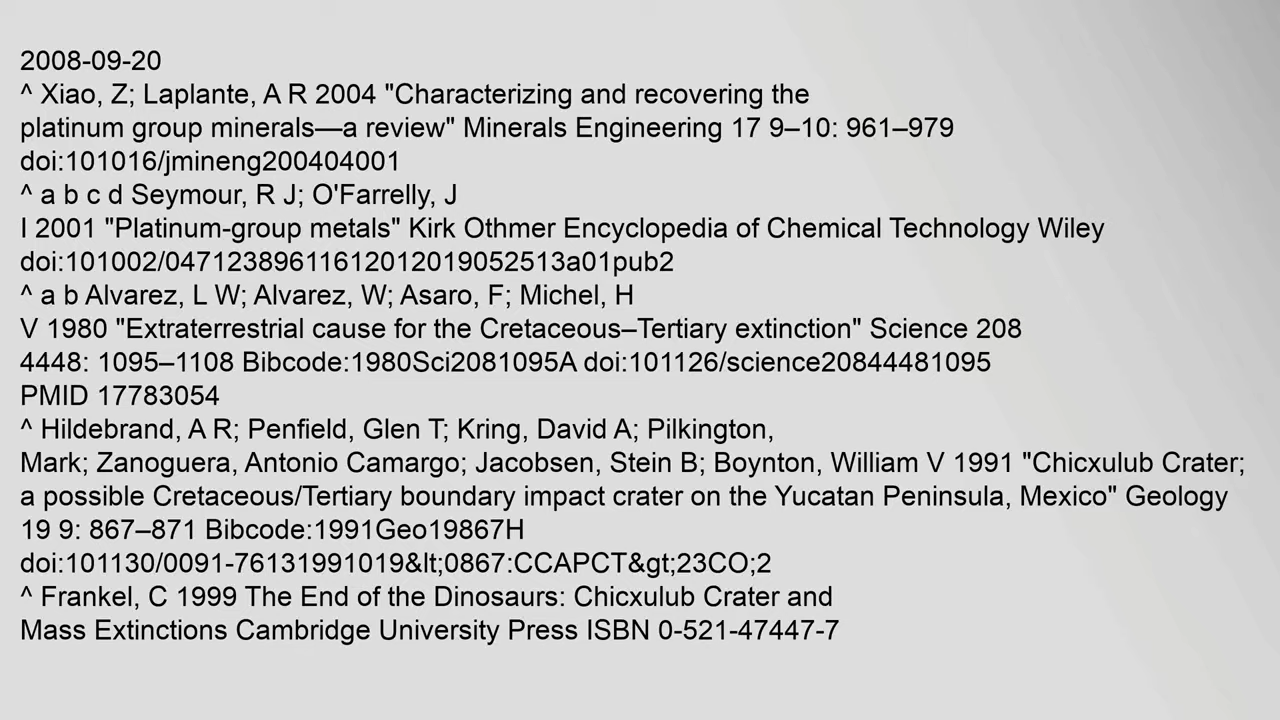 2008-09-20
^ Xiao, Z; Laplante, A R 2004 "Characterizing and recovering the
platinum group minerals—a review" Minerals Engineering 17 9–10: 961–979
doi:101016/jmineng200404001
^ a b c d Seymour, R J; O'Farrelly, J
I 2001 "Platinum-group metals" Kirk Othmer Encyclopedia of Chemical Technology Wiley
doi:101002/0471238961161201201905​2513a01pub2
^ a b Alvarez, L W; Alvarez, W; Asaro, F; Michel, H
V 1980 "Extraterrestrial cause for the Cretaceous–Tertiary extinction" Science 208
4448: 1095–1108 Bibcode:1980Sci2081095A doi:101126/science20844481095
PMID 17783054
^ Hildebrand, A R; Penfield, Glen T; Kring, David A; Pilkington,
Mark; Zanoguera, Antonio Camargo; Jacobsen, Stein B; Boynton, William V 1991 "Chicxulub Crater;
a possible Cretaceous/Tertiary boundary impact crater on the Yucatan Peninsula, Mexico" Geology
19 9: 867–871 Bibcode:1991Geo19867H
doi:101130/0091-76131991019&lt;0867:CCAPCT&gt;23CO;2
^ Frankel, C 1999 The End of the Dinosaurs: Chicxulub Crater and
Mass Extinctions Cambridge University Press ISBN 0-521-47447-7